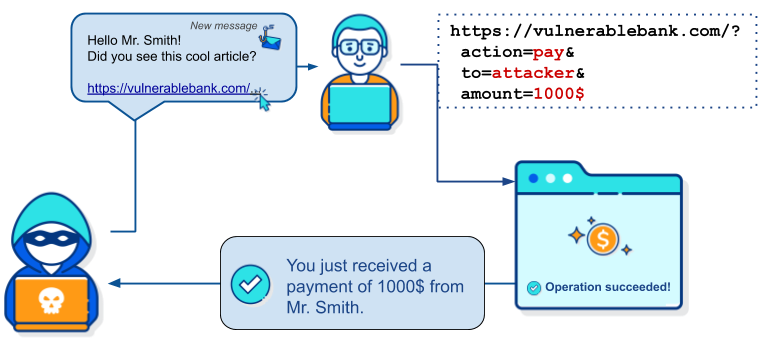 New message
Hello Mr. Smith!
Did you see this cool article?
https://vulnerablebank.com/...
https://vulnerablebank.com/?
action=pay&
to=attacker&
amount=1000$
$
Operation succeeded!
You just received a
payment of 1000$ from
Mr. Smith.